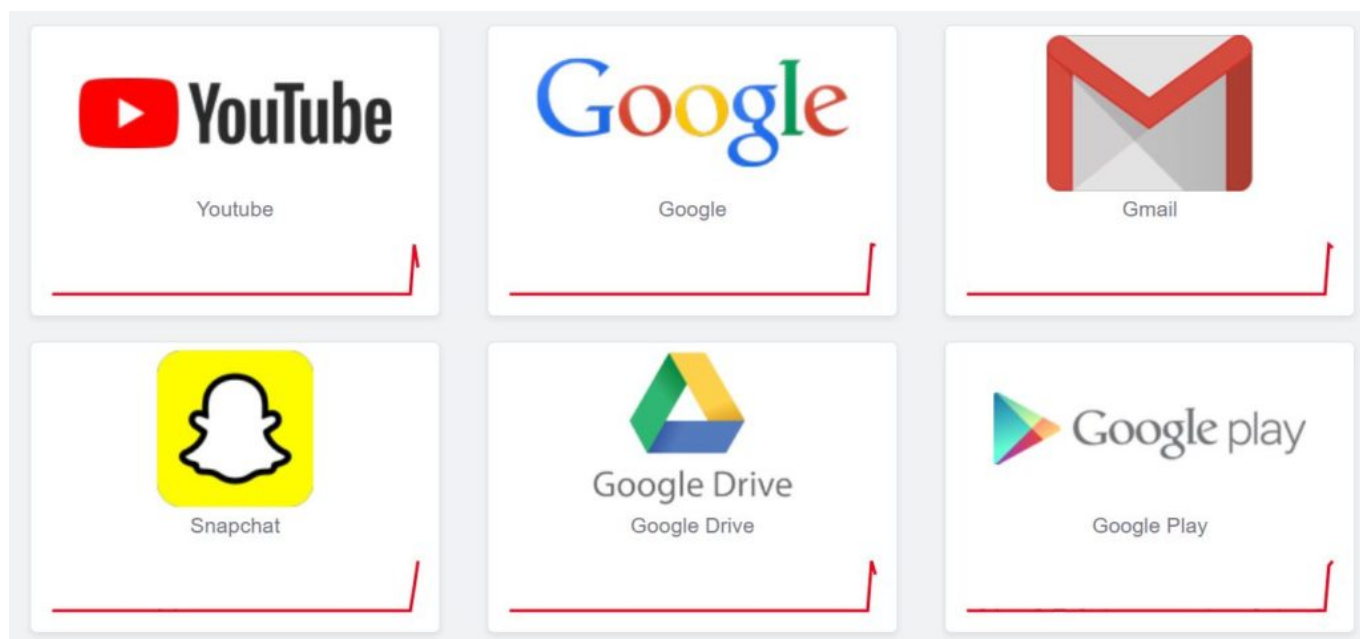 YouTube
Youtube
Google
Google
Gmail
Snapchat
Google Drive
Google Drive
Google play
Google Play